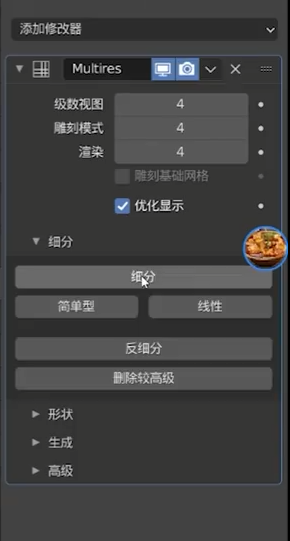 添加修改器
Multires
级数视图 4
雕刻模式 4
渲染 4
雕刻基础网格
优化显示
细分
细分
简单型 线性
反细分
删除较高级
形状
生成
高级